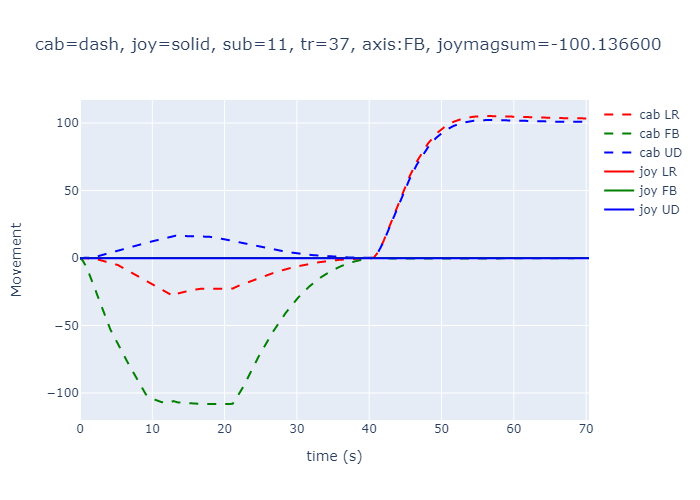 cab=dash, joy=solid, sub=11, tr=37, axis:FB, joymagsum=-100.136600
Movement
100
50
0
−50
−100
0 10 20 30 40 50 60 70
time (s)
cab LR
cab FB
cab UD
joy LR
joy FB
joy UD